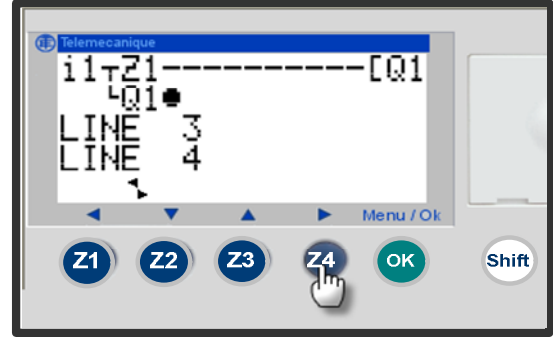 Telemecanique
i1┬Z1-----------[Q1
└Q1●
LINE 3
LINE 4
◀ ▼ ▲ ▶ Menu / Ok
Z1 Z2 Z3 Z4 OK Shift